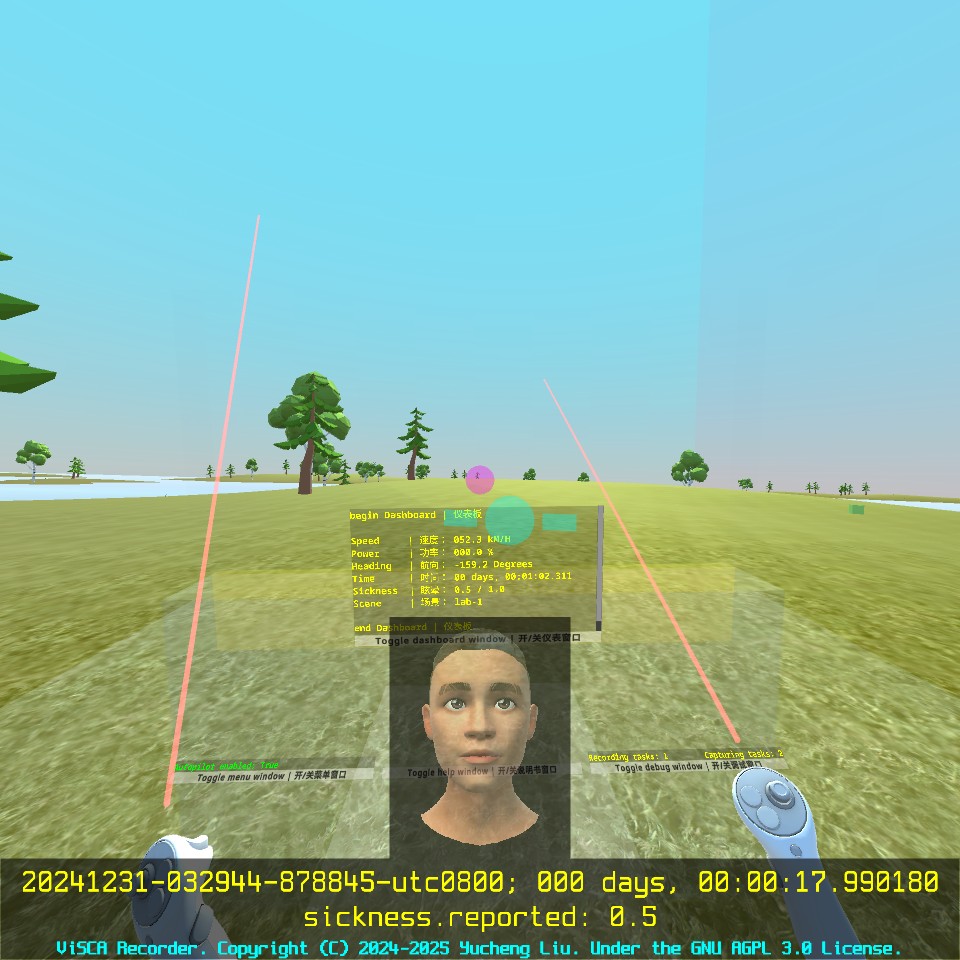 begin Dashboard | 仪表板
Speed | 速度： 052.3 kM/H
Power | 功率： 000.0 %
Heading | 航向： -159.2 Degrees
Time | 时间： 00 days, 00:01:02.311
Sickness | 眩晕： 0.5 / 1.0
Scene | 场景： lab-1
end Dashboard | 仪表板
Toggle dashboard window | 开/关仪表窗口
Autopilot enabled: True
Toggle menu window | 开/关菜单窗口
Toggle help window | 开/关说明书窗口
Recording tasks: 1 Capturing tasks: 2
Toggle debug window | 开/关调试窗口
20241231-032944-878845-utc0800; 000 days, 00:00:17.990180
sickness.reported: 0.5
ViSCA Recorder. Copyright (C) 2024-2025 Yucheng Liu. Under the GNU AGPL 3.0 License.